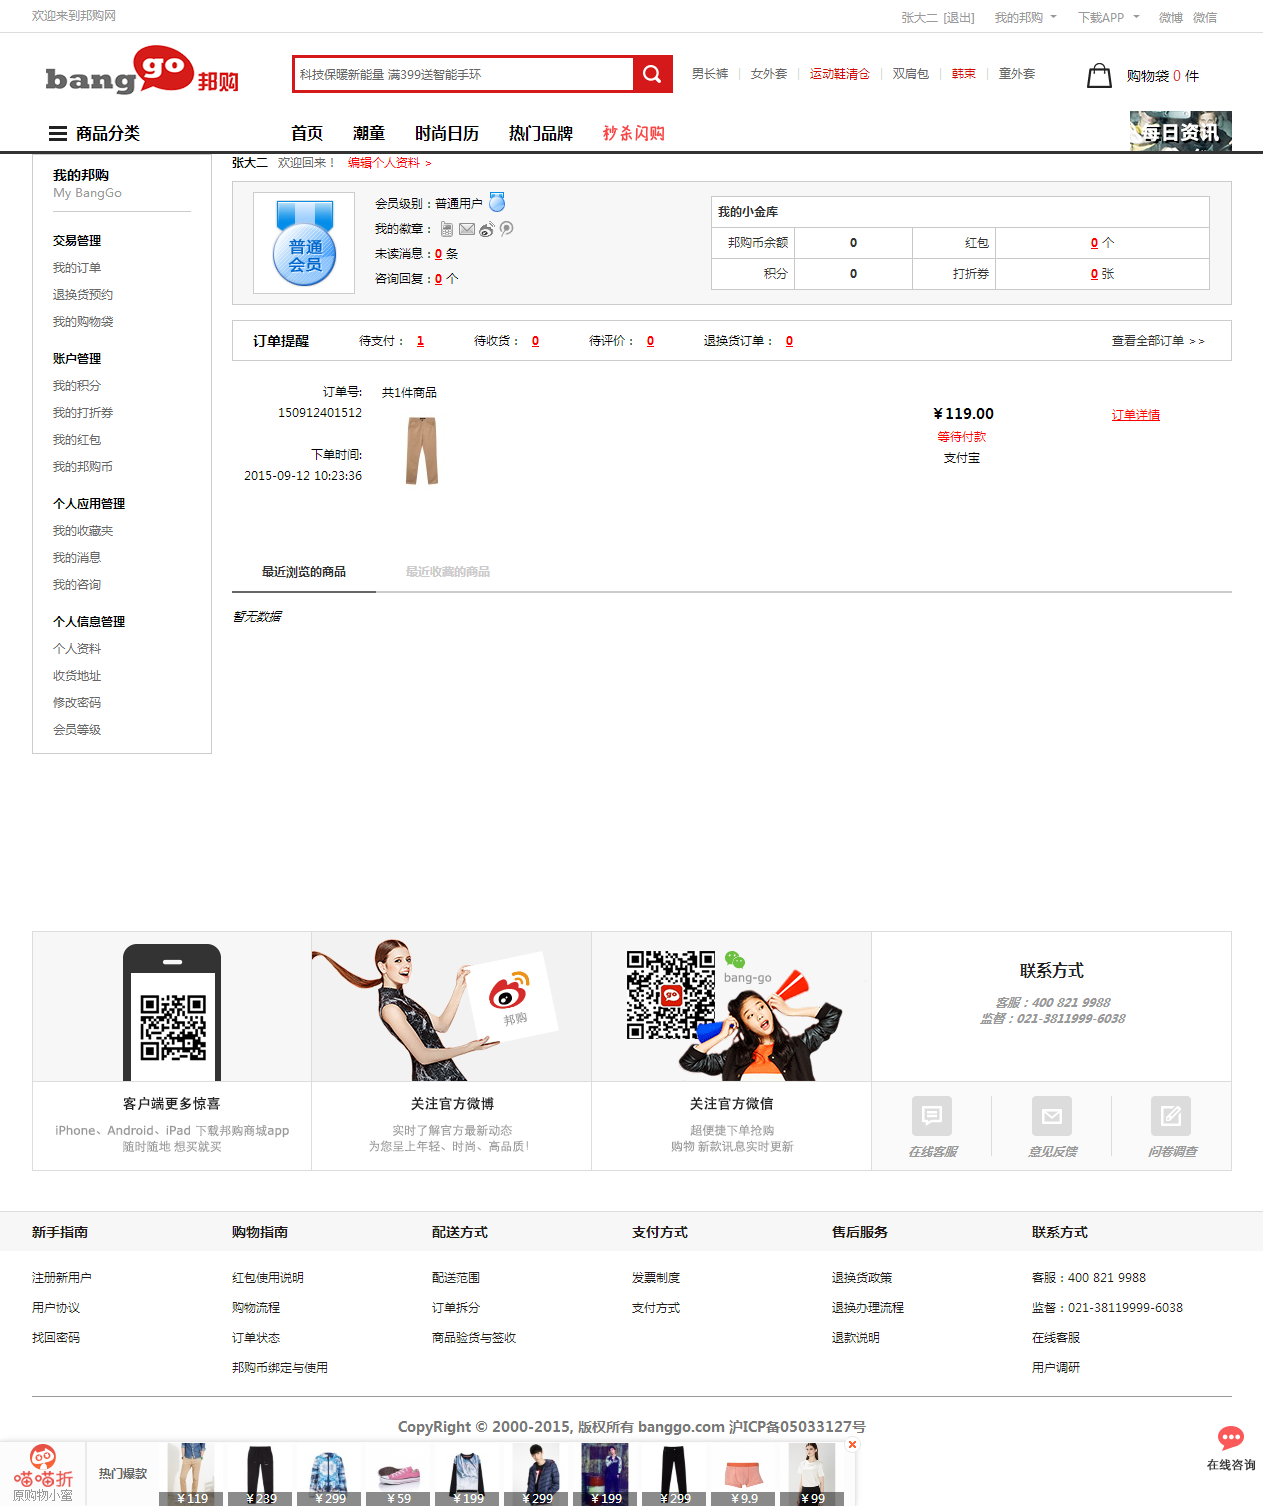 欢迎来到邦购网
张大二 [退出] 我的邦购 下载APP 微博 微信
banggo 邦购
科技保暖新能量 满399送智能手环
男长裤 女外套 运动鞋清仓 双肩包 韩束 童外套
购物袋 0 件
商品分类
首页 潮童 时尚日历 热门品牌 秒杀闪购
每日资讯
我的邦购
My BangGo
交易管理
我的订单
退换货预约
我的购物袋
账户管理
我的积分
我的打折券
我的红包
我的邦购币
个人应用管理
我的收藏夹
我的消息
我的咨询
个人信息管理
个人资料
收货地址
修改密码
会员等级
张大二 欢迎回来！ 编辑个人资料 »
普通
会员
会员级别：普通用户
我的徽章：
未读消息：0 条
咨询回复：0 个
我的小金库
邦购币余额 0 红包 0 个
积分 0 打折券 0 张
订单提醒 待支付： 1 待收货： 0 待评价： 0 退换货订单： 0 查看全部订单 >>
订单号:
150912401512
下单时间:
2015-09-12 10:23:36
共1件商品
￥119.00
等待付款
支付宝
订单详情
最近浏览的商品 最近收藏的商品
暂无数据
邦购
bang-go
go
联系方式
客服：400 821 9988
监督：021-3811999-6038
客户端更多惊喜
iPhone、Android、iPad 下载邦购商城app
随时随地 想买就买
关注官方微博
实时了解官方最新动态
为您呈上年轻、时尚、高品质！
关注官方微信
超便捷下单抢购
购物 新款讯息实时更新
在线客服 意见反馈 问卷调查
新手指南 购物指南 配送方式 支付方式 售后服务 联系方式
注册新用户 红包使用说明 配送范围 发票制度 退换货政策 客服：400 821 9988
用户协议 购物流程 订单拆分 支付方式 退换办理流程 监督：021-38119999-6038
找回密码 订单状态 商品验货与签收 退款说明 在线客服
邦购币绑定与使用 用户调研
CopyRight © 2000-2015, 版权所有 banggo.com 沪ICP备05033127号
喵喵折
原购物小蜜
热门爆款
￥119 ￥239 ￥299 ￥59 ￥199 ￥299 ￥199 ￥299 ￥9.9 ￥99
在线咨询